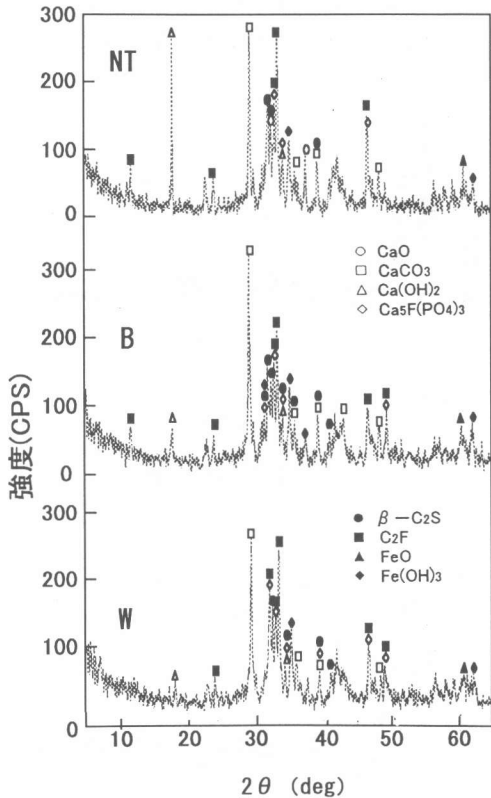 300
NT
200
100
0
○ CaO
□ CaCO3
△ Ca(OH)2
◇ Ca5F(PO4)3
300
B
200
100
0
強度(CPS)
● β-C2S
■ C2F
▲ FeO
◆ Fe(OH)3
300
200
W
100
0
10 20 30 40 50 60
2θ (deg)